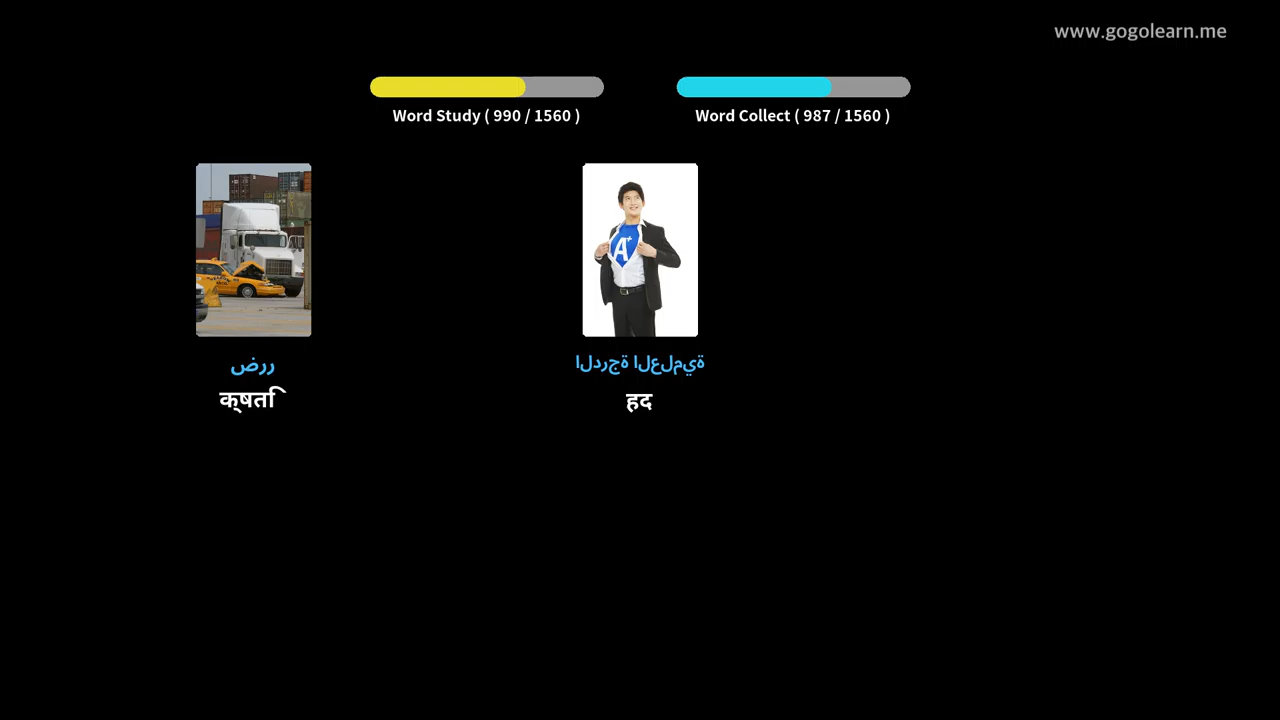 www.gogolearn.me
Word Study ( 990 / 1560 )
Word Collect ( 987 / 1560 )
A+
ضرر
الدرجة العلمية
क्षति
हद